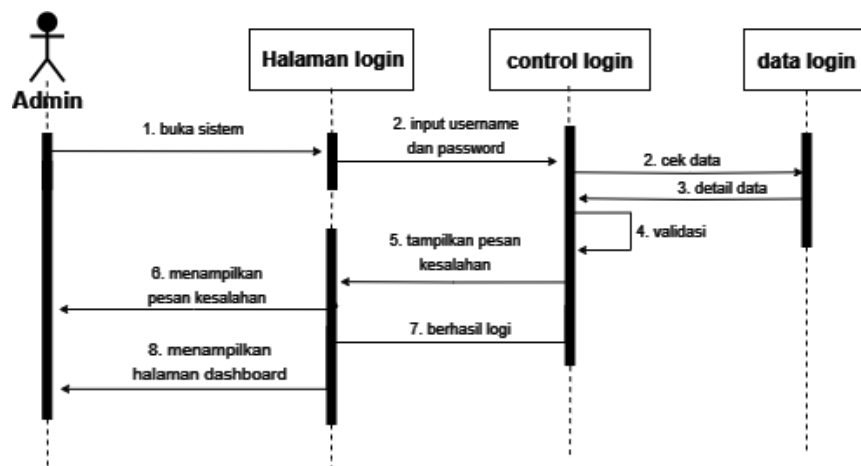 Halaman login
control login
data login
Admin
1. buka sistem
2. input username
dan password
2. cek data
3. detail data
4. validasi
5. tampilkan pesan
kesalahan
6. menampilkan
pesan kesalahan
7. berhasil logi
8. menampilkan
halaman dashboard